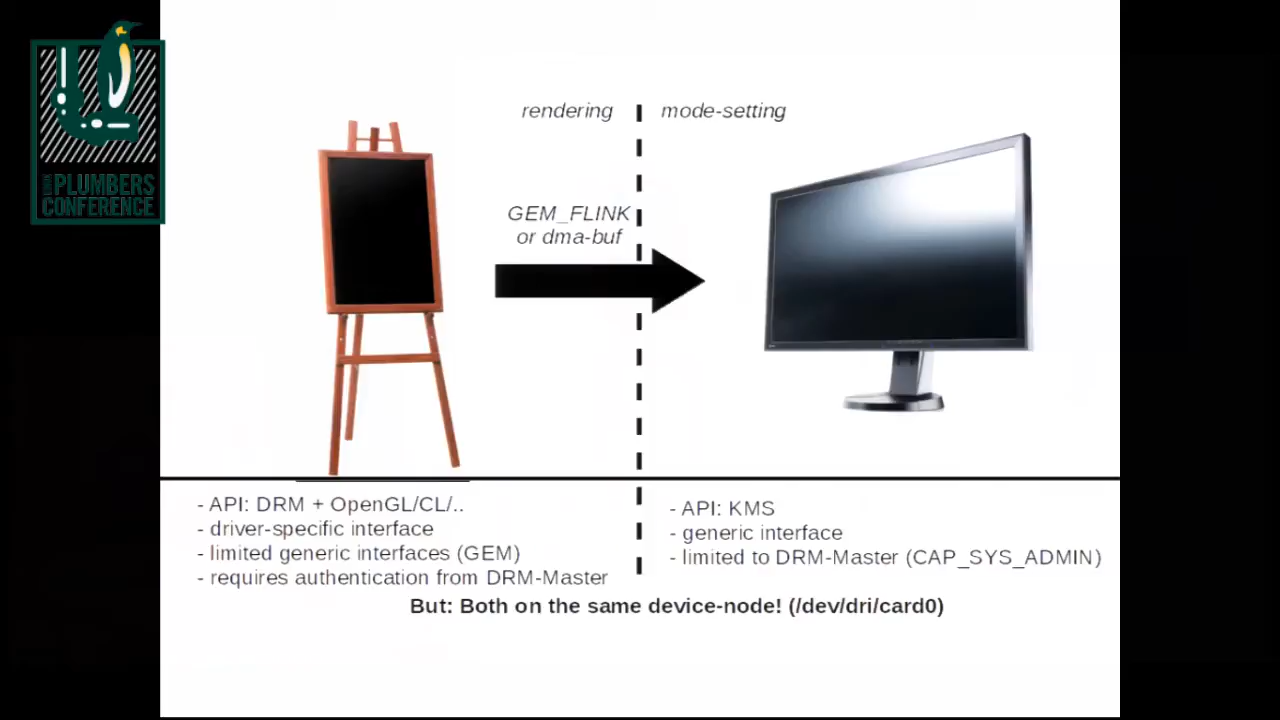 LINUX
PLUMBERS
CONFERENCE
rendering
mode-setting
GEM_FLINK
or dma-buf
- API: DRM + OpenGL/CL/..
- driver-specific interface
- limited generic interfaces (GEM)
- requires authentication from DRM-Master
- API: KMS
- generic interface
- limited to DRM-Master (CAP_SYS_ADMIN)
But: Both on the same device-node! (/dev/dri/card0)